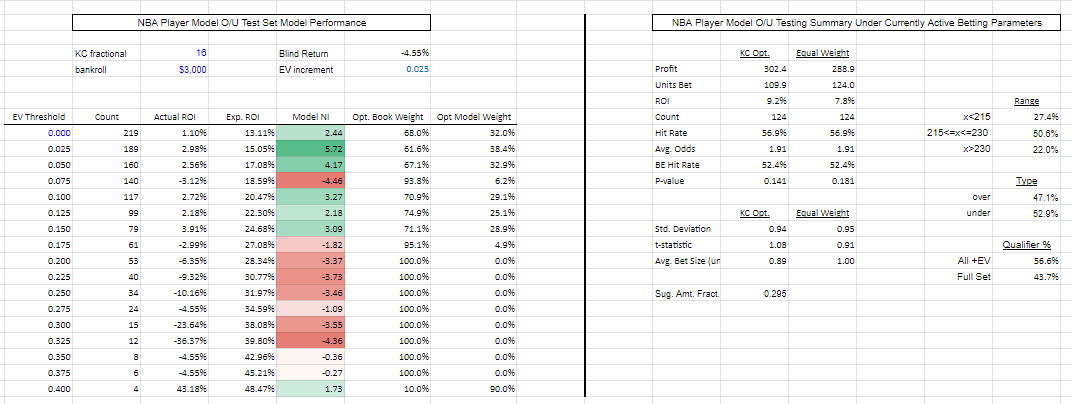 NBA Player Model O/U Test Set Model Performance
KC fractional 16 Blind Return -4.55%
bankroll $3,000 EV increment 0.025
EV Threshold Count Actual ROI Exp. ROI Model NI Opt. Book Weight Opt Model Weight
0.000 219 1.10% 13.11% 2.44 68.0% 32.0%
0.025 189 2.98% 15.05% 5.72 61.6% 38.4%
0.050 160 2.56% 17.08% 4.17 67.1% 32.9%
0.075 140 -3.12% 18.59% -4.46 93.8% 6.2%
0.100 117 2.72% 20.47% 3.27 70.9% 29.1%
0.125 99 2.18% 22.30% 2.18 74.9% 25.1%
0.150 79 3.91% 24.68% 3.09 71.1% 28.9%
0.175 61 -2.99% 27.08% -1.82 95.1% 4.9%
0.200 53 -6.35% 28.34% -3.37 100.0% 0.0%
0.225 40 -9.32% 30.77% -3.73 100.0% 0.0%
0.250 34 -10.16% 31.97% -3.46 100.0% 0.0%
0.275 24 -4.55% 34.59% -1.09 100.0% 0.0%
0.300 15 -23.64% 38.08% -3.55 100.0% 0.0%
0.325 12 -36.37% 39.80% -4.36 100.0% 0.0%
0.350 8 -4.55% 42.96% -0.36 100.0% 0.0%
0.375 6 -4.55% 45.21% -0.27 100.0% 0.0%
0.400 4 43.18% 48.47% 1.73 10.0% 90.0%
NBA Player Model O/U Testing Summary Under Currently Active Betting Parameters
KC Opt. Equal Weight
Profit 302.4 288.9
Units Bet 109.9 124.0
ROI 9.2% 7.8% Range
Count 124 124 x<215 27.4%
Hit Rate 56.9% 56.9% 215<=x<=230 50.6%
Avg. Odds 1.91 1.91 x>230 22.0%
BE Hit Rate 52.4% 52.4%
P-value 0.141 0.181 Type
over 47.1%
KC Opt. Equal Weight under 52.9%
Std. Deviation 0.94 0.95
t-statistic 1.08 0.91 Qualifier %
Avg. Bet Size (ur 0.89 1.00 All +EV 56.6%
Full Set 43.7%
Sug. Amt. Fract. 0.295